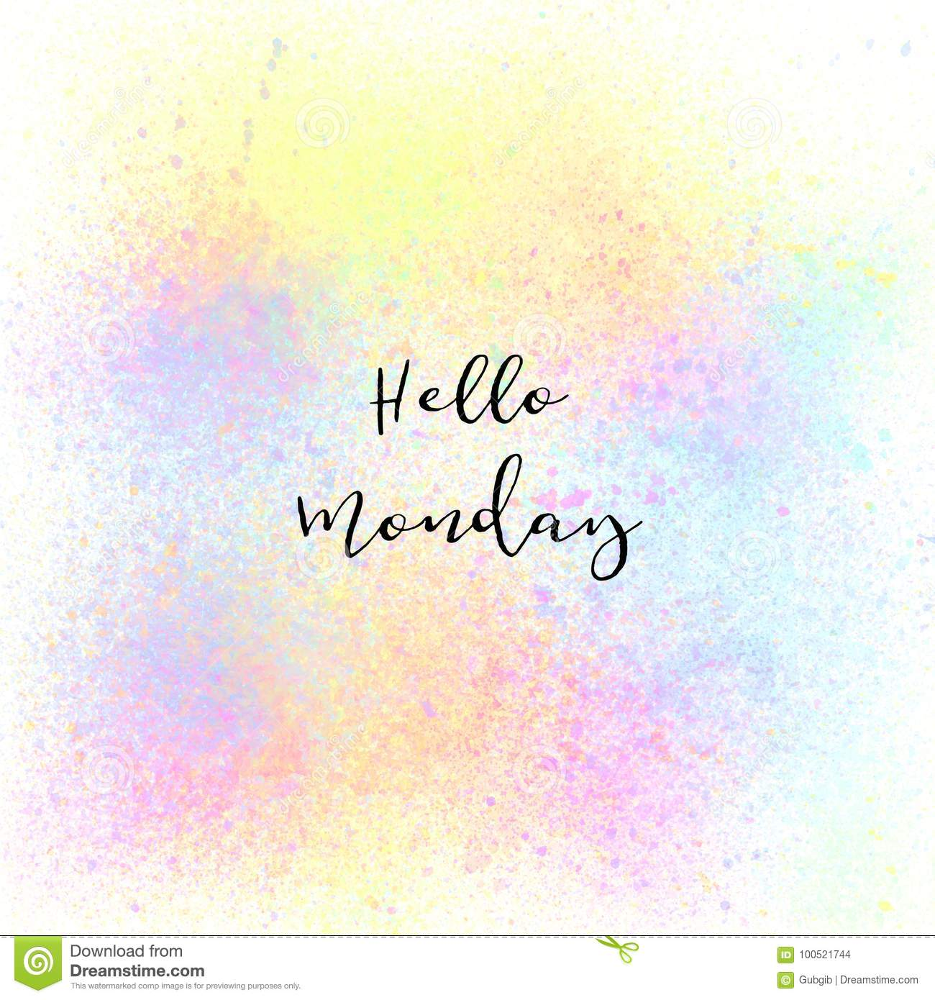 Hello
Monday
Download from
Dreamstime.com
This watermarked comp image is for previewing purposes only.
ID 100521744
© Gubgib | Dreamstime.com